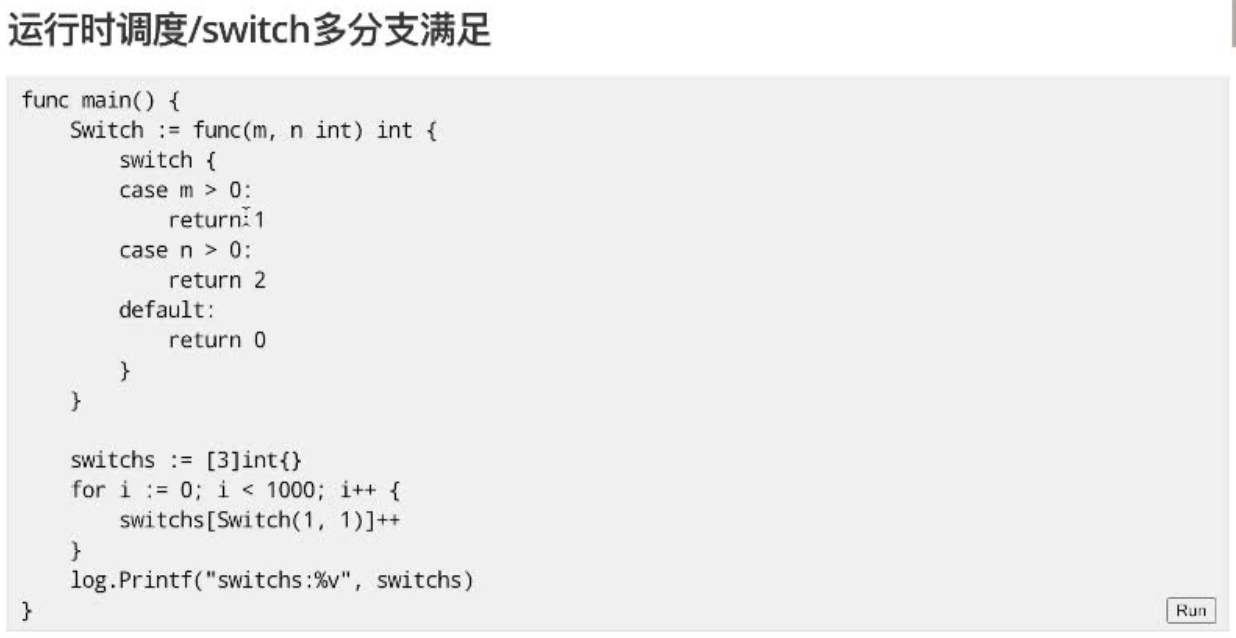 运行时调度/switch多分支满足
func main() {
    Switch := func(m, n int) int {
        switch {
        case m > 0:
            return 1
        case n > 0:
            return 2
        default:
            return 0
        }
    }
    switchs := [3]int{}
    for i := 0; i < 1000; i++ {
        switchs[Switch(1, 1)]++
    }
    log.Printf("switchs:%v", switchs)
}
Run